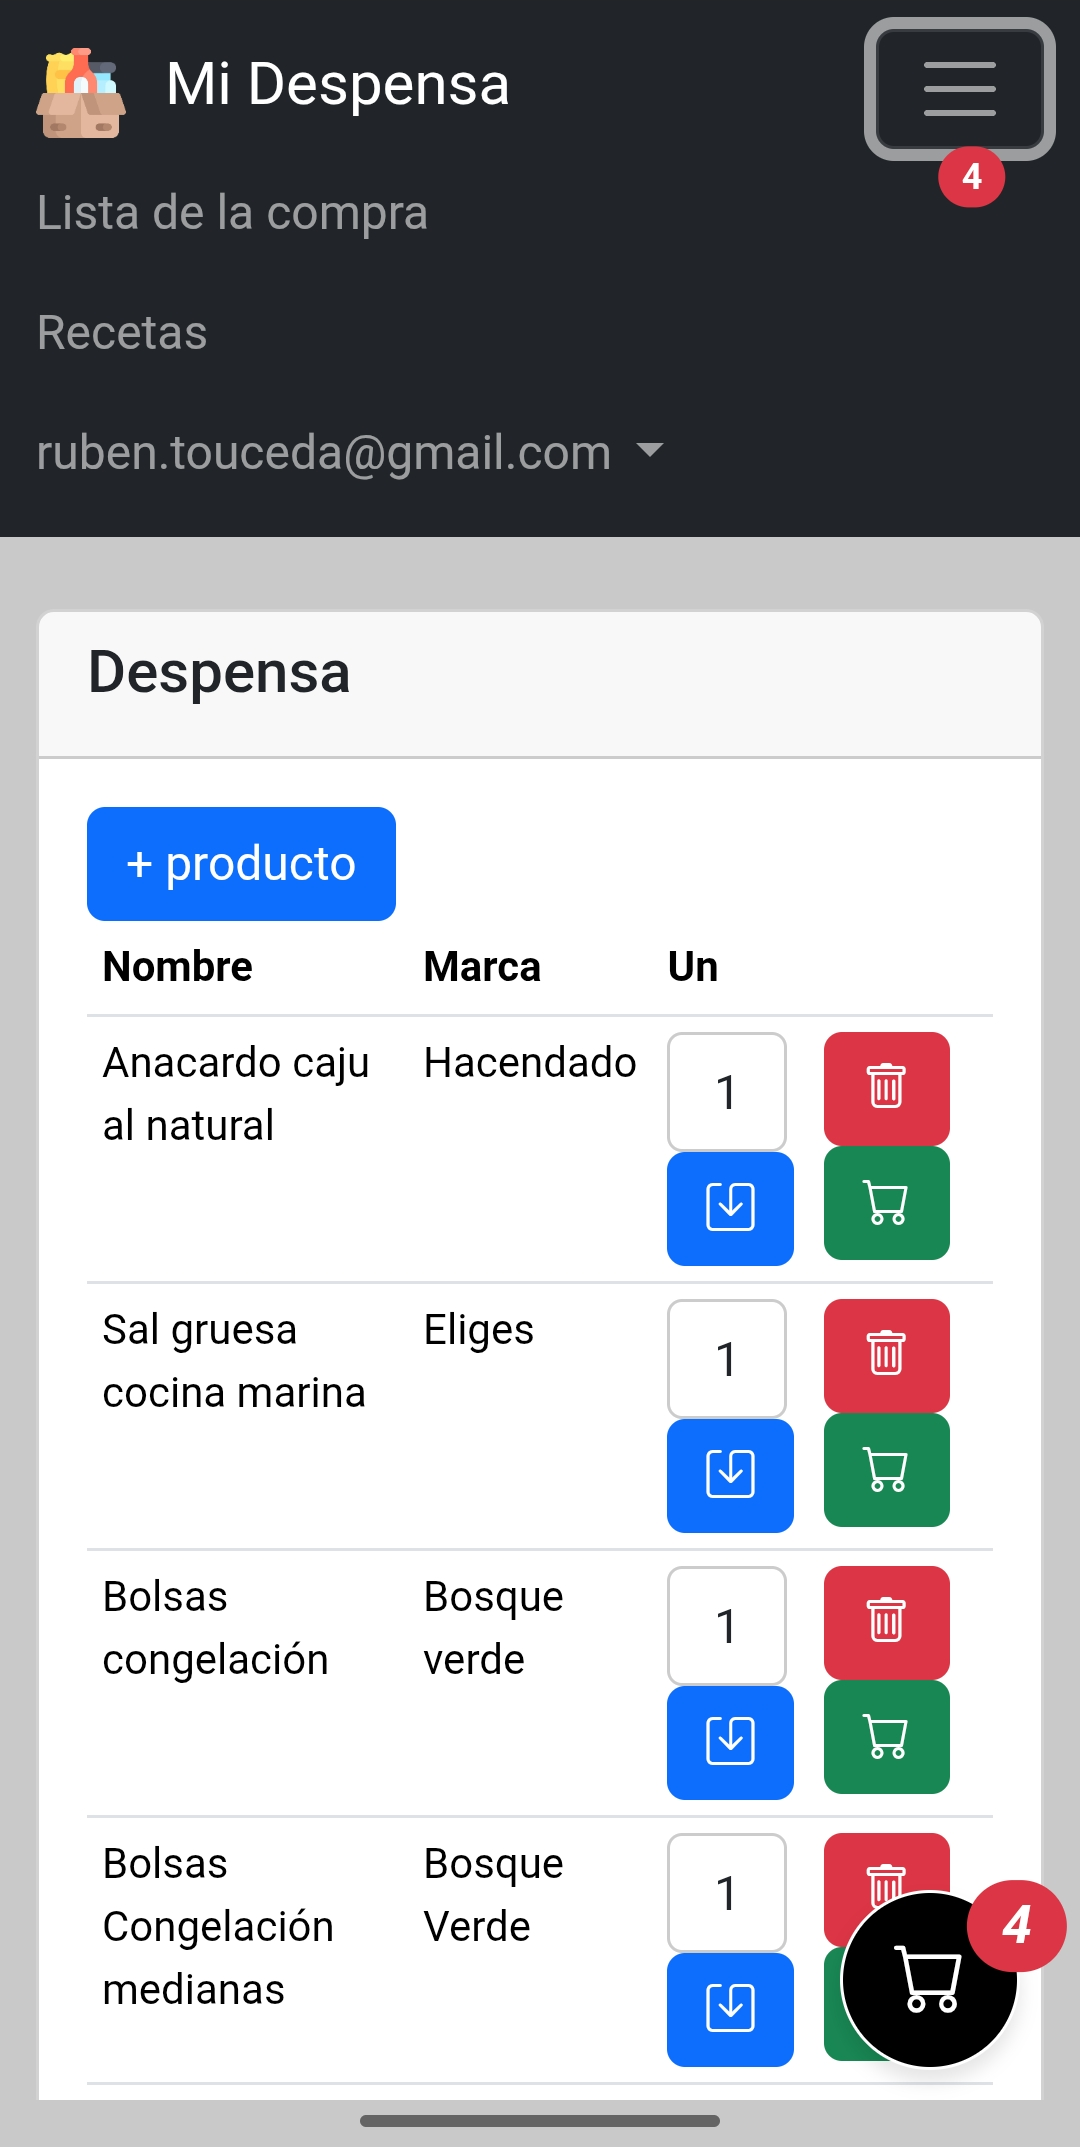 Mi Despensa
4
Lista de la compra
Recetas
ruben.touceda@gmail.com
Despensa
+ producto
Nombre Marca Un
Anacardo caju Hacendado 1
al natural
Sal gruesa Eliges 1
cocina marina
Bolsas Bosque 1
congelación verde
Bolsas Bosque 1
Congelación Verde 4
medianas